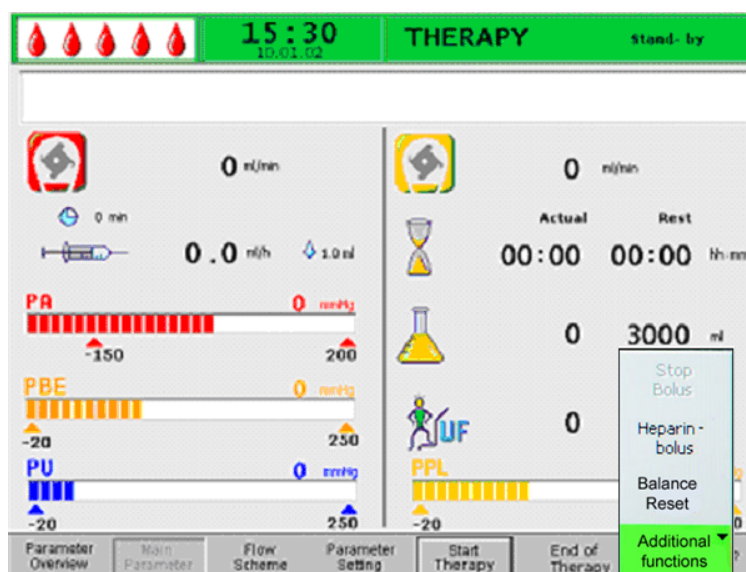 15:30
10.01.02
THERAPY
Stand-by
0 ml/min
0 min
0.0 ml/h
1.0 ml
PA
0 mmHg
-150
200
PBE
0 mmHg
-20
250
PU
0 mmHg
-20
250
0 ml/min
Actual
Rest
00:00
00:00
hh-mm
0
3000 ml
UF
0
PPL
-20
0
Stop
Bolus
Heparin-
bolus
Balance
Reset
Additional
functions
Parameter
Overview
Main
Parameter
Flow
Scheme
Parameter
Setting
Start
Therapy
End of
Therapy
?